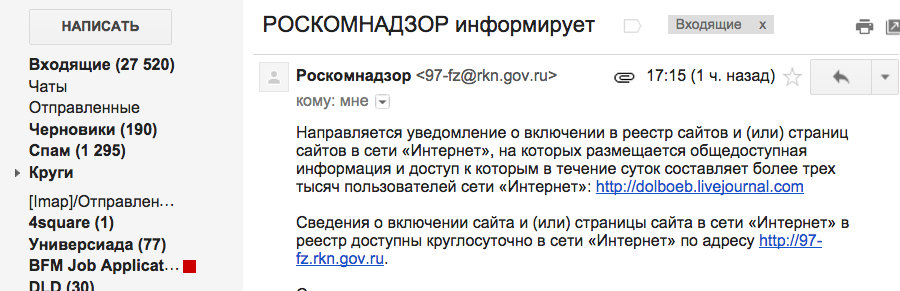 НАПИСАТЬ
Входящие (27 520)
Чаты
Отправленные
Черновики (190)
Спам (1 295)
Круги
[Imap]/Отправлен…
4square (1)
Универсиада (77)
BFM Job Applicat…
DLD (30)
РОСКОМНАДЗОР информирует
Входящие x
Роскомнадзор <97-fz@rkn.gov.ru>
17:15 (1 ч. назад)
кому: мне
Направляется уведомление о включении в реестр сайтов и (или) страниц
сайтов в сети «Интернет», на которых размещается общедоступная
информация и доступ к которым в течение суток составляет более трех
тысяч пользователей сети «Интернет»: http://dolboeb.livejournal.com
Сведения о включении сайта и (или) страницы сайта в сети «Интернет» в
реестр доступны круглосуточно в сети «Интернет» по адресу http://97-
fz.rkn.gov.ru.